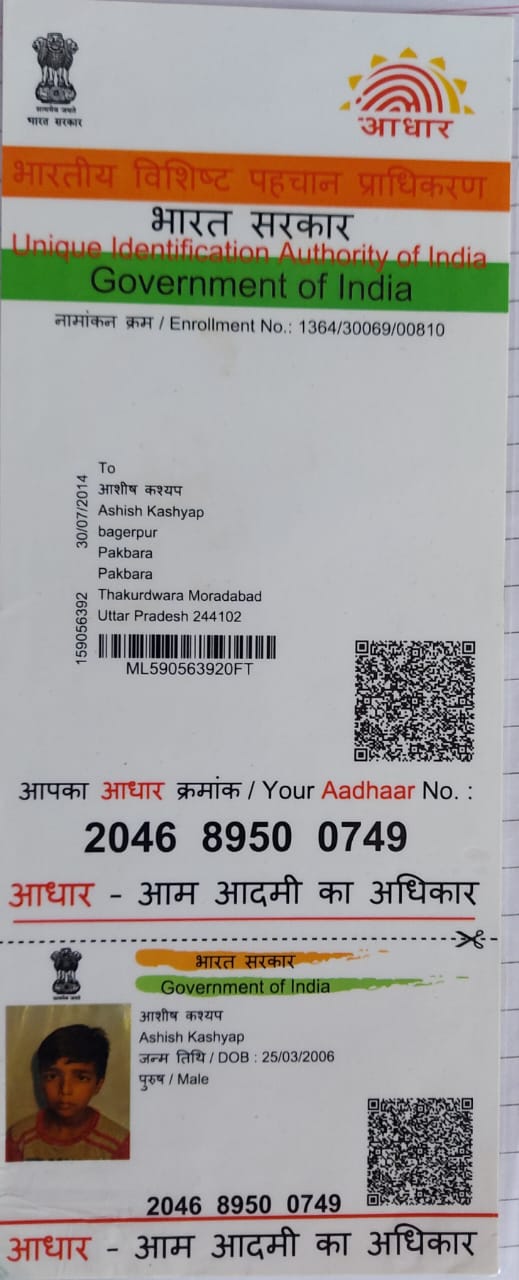 सत्यमेव जयते
भारत सरकार
आधार
भारतीय विशिष्ट पहचान प्राधिकरण
भारत सरकार
Unique Identification Authority of India
Government of India
नामांकन क्रम / Enrollment No.: 1364/30069/00810
To
आशीष कश्यप
Ashish Kashyap
bagerpur
Pakbara
Pakbara
Thakurdwara Moradabad
Uttar Pradesh 244102
159056392 30/07/2014
ML590563920FT
आपका आधार क्रमांक / Your Aadhaar No. :
2046 8950 0749
आधार - आम आदमी का अधिकार
भारत सरकार
Government of India
सत्यमेव जयते
आशीष कश्यप
Ashish Kashyap
जन्म तिथि / DOB : 25/03/2006
पुरुष / Male
2046 8950 0749
आधार - आम आदमी का अधिकार